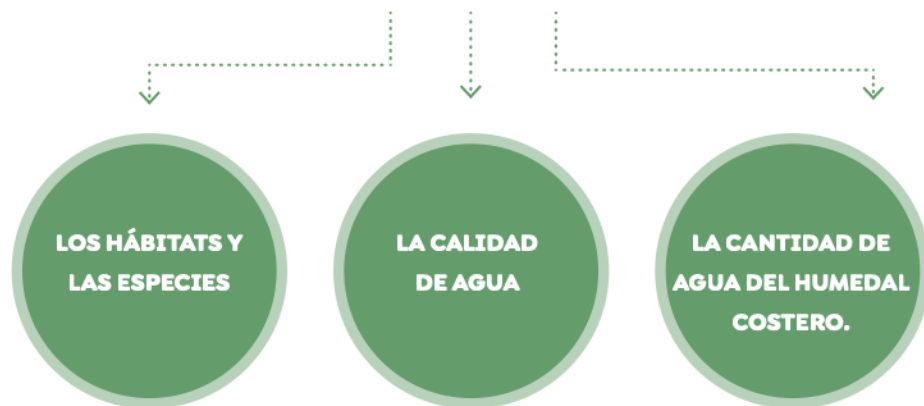 LOS HÁBITATS Y
LAS ESPECIES
LA CALIDAD
DE AGUA
LA CANTIDAD DE
AGUA DEL HUMEDAL
COSTERO.